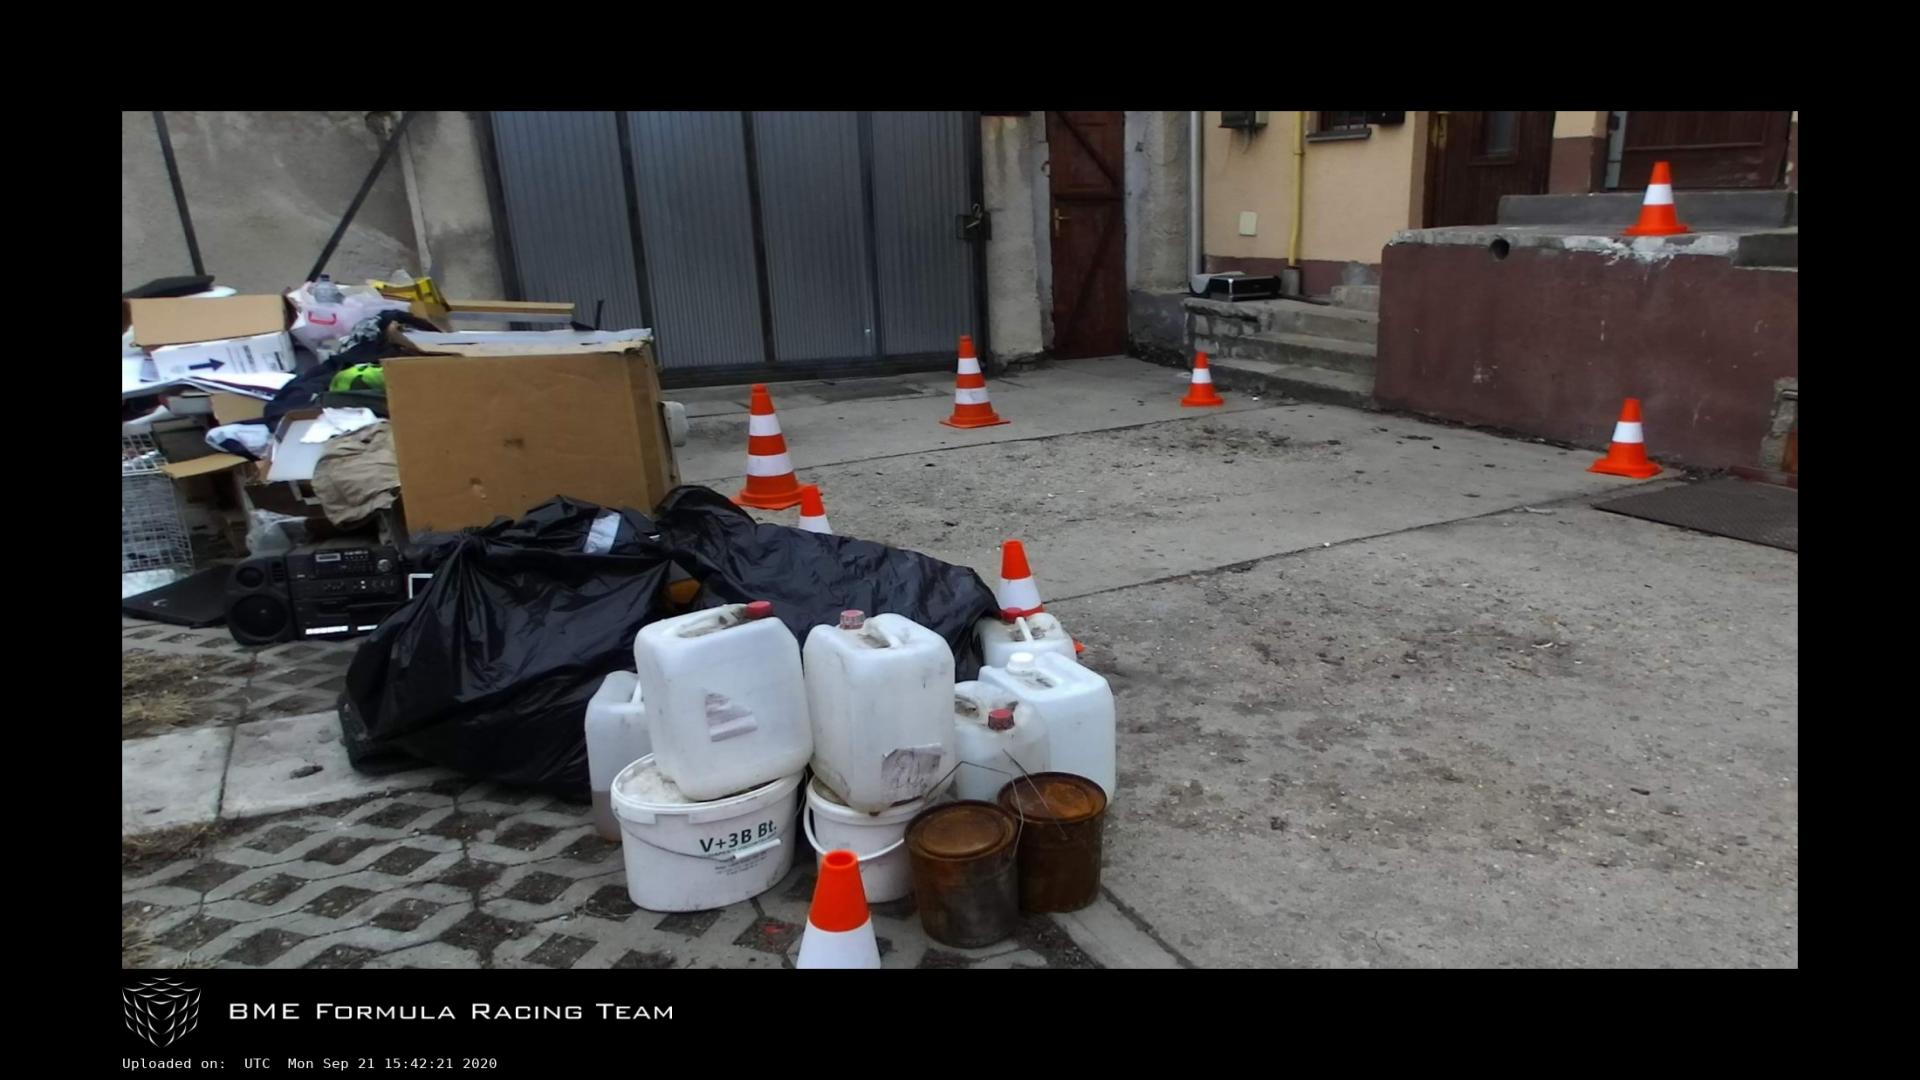 V+3B Bt.
BME Formula Racing Team
Uploaded on: UTC Mon Sep 21 15:42:21 2020